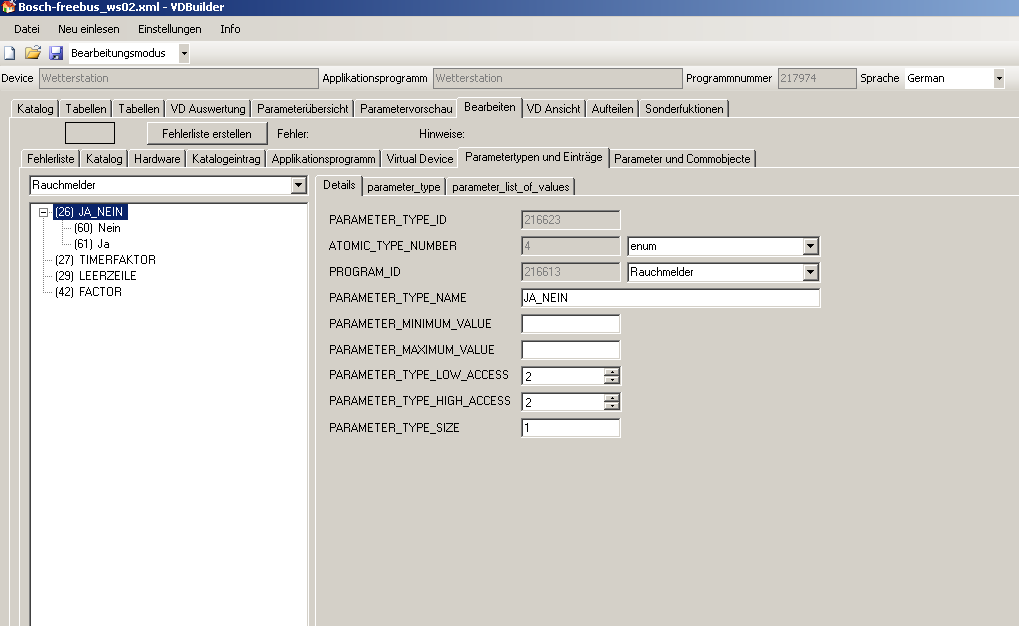 Bosch-freebus_ws02.xml - VDBuilder
Datei Neu einlesen Einstellungen Info
Bearbeitungsmodus
Device Wetterstation Applikationsprogramm Wetterstation Programmnummer 217974 Sprache German
Katalog Tabellen Tabellen VD Auswertung Parameterübersicht Parametervorschau Bearbeiten VD Ansicht Aufteilen Sonderfuktionen
Fehlerliste erstellen Fehler: Hinweise:
Fehlerliste Katalog Hardware Katalogeintrag Applikationsprogramm Virtual Device Parametertypen und Einträge Parameter und Commobjecte
Rauchmelder
(26) JA_NEIN
(60) Nein
(61) Ja
(27) TIMERFAKTOR
(29) LEERZEILE
(42) FACTOR
Details parameter_type parameter_list_of_values
PARAMETER_TYPE_ID 216623
ATOMIC_TYPE_NUMBER 4 enum
PROGRAM_ID 216613 Rauchmelder
PARAMETER_TYPE_NAME JA_NEIN
PARAMETER_MINIMUM_VALUE
PARAMETER_MAXIMUM_VALUE
PARAMETER_TYPE_LOW_ACCESS 2
PARAMETER_TYPE_HIGH_ACCESS 2
PARAMETER_TYPE_SIZE 1